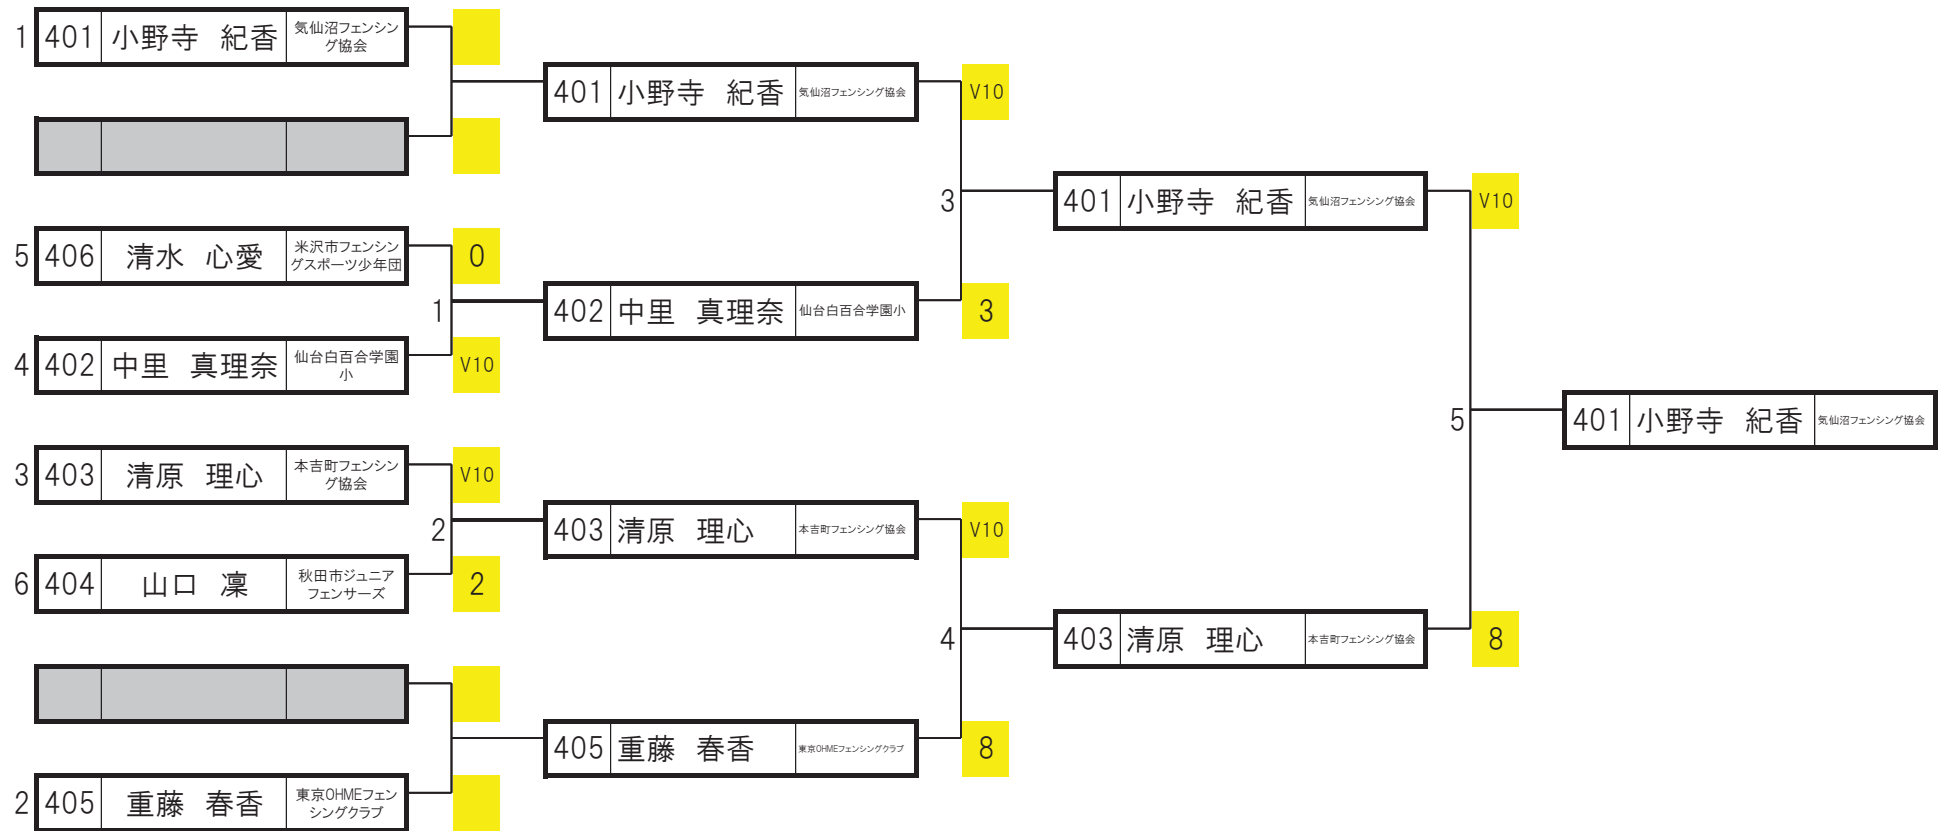 1 401 小野寺 紀香 気仙沼フェンシン
グ協会
401 小野寺 紀香 気仙沼フェンシング協会 V10
3 401 小野寺 紀香 気仙沼フェンシング協会 V10
5 406 清水 心愛 米沢市フェンシン
グスポーツ少年団 0
1 402 中里 真理奈 仙台白百合学園小 3
4 402 中里 真理奈 仙台白百合学園
小 V10
5 401 小野寺 紀香 気仙沼フェンシング協会
3 403 清原 理心 本吉町フェンシン
グ協会 V10
2 403 清原 理心 本吉町フェンシング協会 V10
6 404 山口 凜 秋田市ジュニア
フェンサーズ 2
4 403 清原 理心 本吉町フェンシング協会 8
405 重藤 春香 東京OHMEフェンシングクラブ 8
2 405 重藤 春香 東京OHMEフェン
シングクラブ